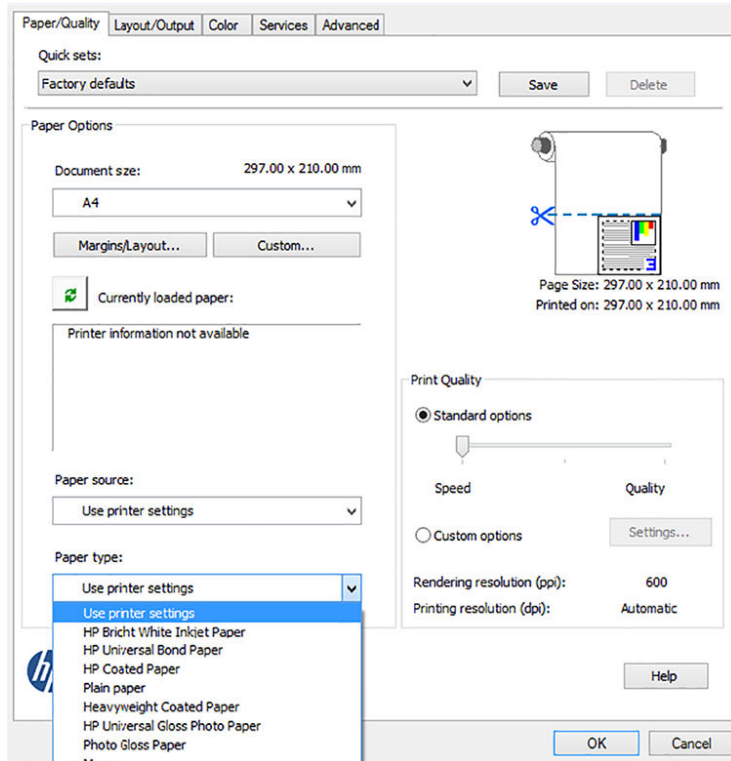 Paper/Quality Layout/Output Color Services Advanced
Quick sets:
Factory defaults Save Delete
Paper Options
Document size: 297.00 x 210.00 mm
A4
Margins/Layout... Custom...
Currently loaded paper:
Printer information not available
Page Size: 297.00 x 210.00 mm
Printed on: 297.00 x 210.00 mm
Print Quality
Standard options
Speed Quality
Custom options Settings...
Rendering resolution (ppi): 600
Printing resolution (dpi): Automatic
Paper source:
Use printer settings
Paper type:
Use printer settings
Use printer settings
HP Bricht White Inkjet Paper
HP Universal Bond Paper
HP Coated Paper
Plain paper
Heavyweight Coated Paper
HP Universal Gloss Photo Paper
Photo Gloss Paper
hp
Help
OK Cancel